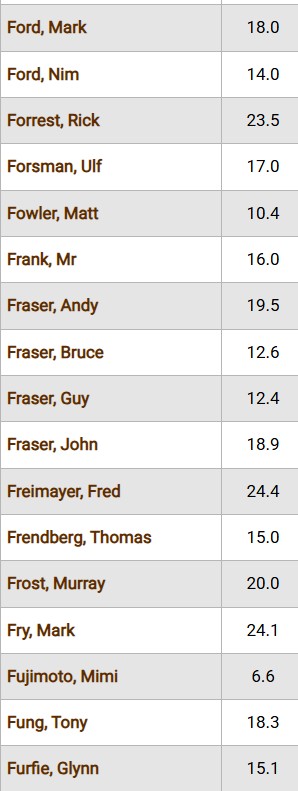 Ford, Mark 18.0
Ford, Nim 14.0
Forrest, Rick 23.5
Forsman, Ulf 17.0
Fowler, Matt 10.4
Frank, Mr 16.0
Fraser, Andy 19.5
Fraser, Bruce 12.6
Fraser, Guy 12.4
Fraser, John 18.9
Freimayer, Fred 24.4
Frendberg, Thomas 15.0
Frost, Murray 20.0
Fry, Mark 24.1
Fujimoto, Mimi 6.6
Fung, Tony 18.3
Furfie, Glynn 15.1